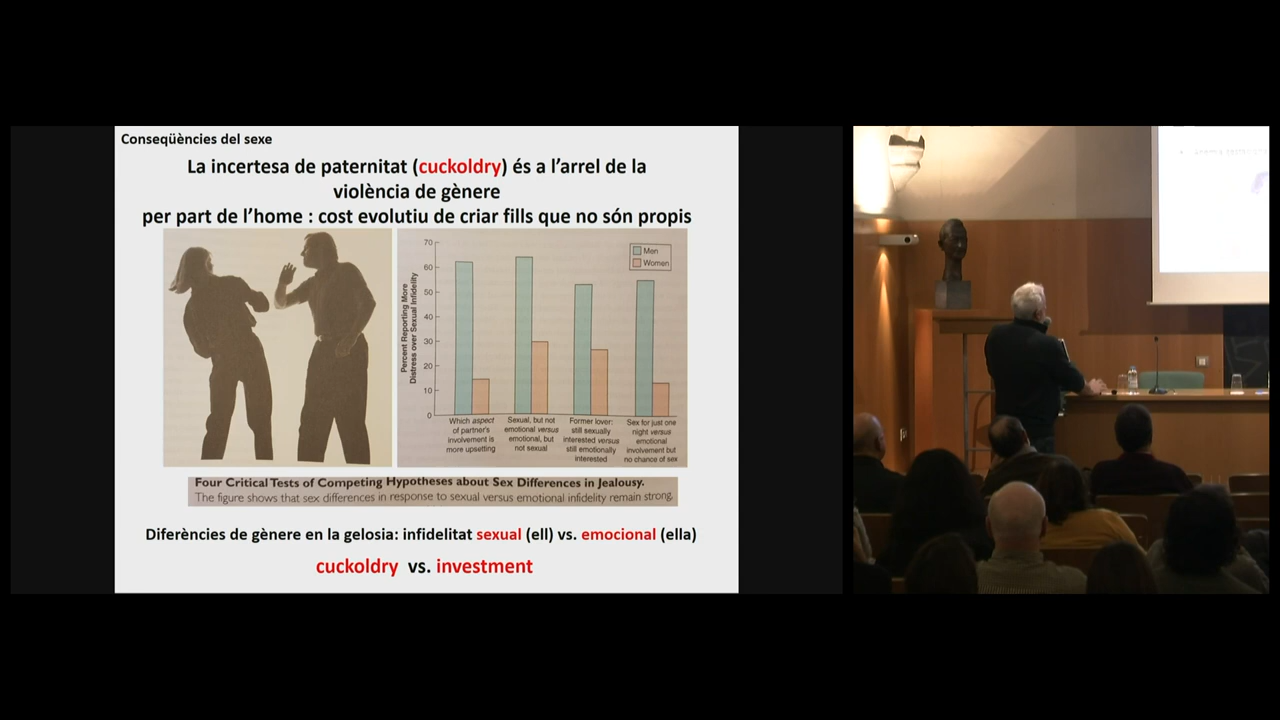 Conseqüències del sexe
La incertesa de paternitat (cuckoldry) és a l'arrel de la
violència de gènere
per part de l'home : cost evolutiu de criar fills que no són propis
Percent Reporting More
Distress over Sexual Infidelity
70
60
50
40
30
20
10
0
Men
Women
Which aspect
of partner's
involvement is
more upsetting
Sexual, but not
emotional versus
emotional, but
not sexual
Former lover:
still sexually
interested versus
still emotionally
interested
Sex for just one
night versus
emotional
involvement but
no chance of sex
Four Critical Tests of Competing Hypotheses about Sex Differences in Jealousy.
The figure shows that sex differences in response to sexual versus emotional infidelity remain strong.
Diferències de gènere en la gelosia: infidelitat sexual (ell) vs. emocional (ella)
cuckoldry vs. investment